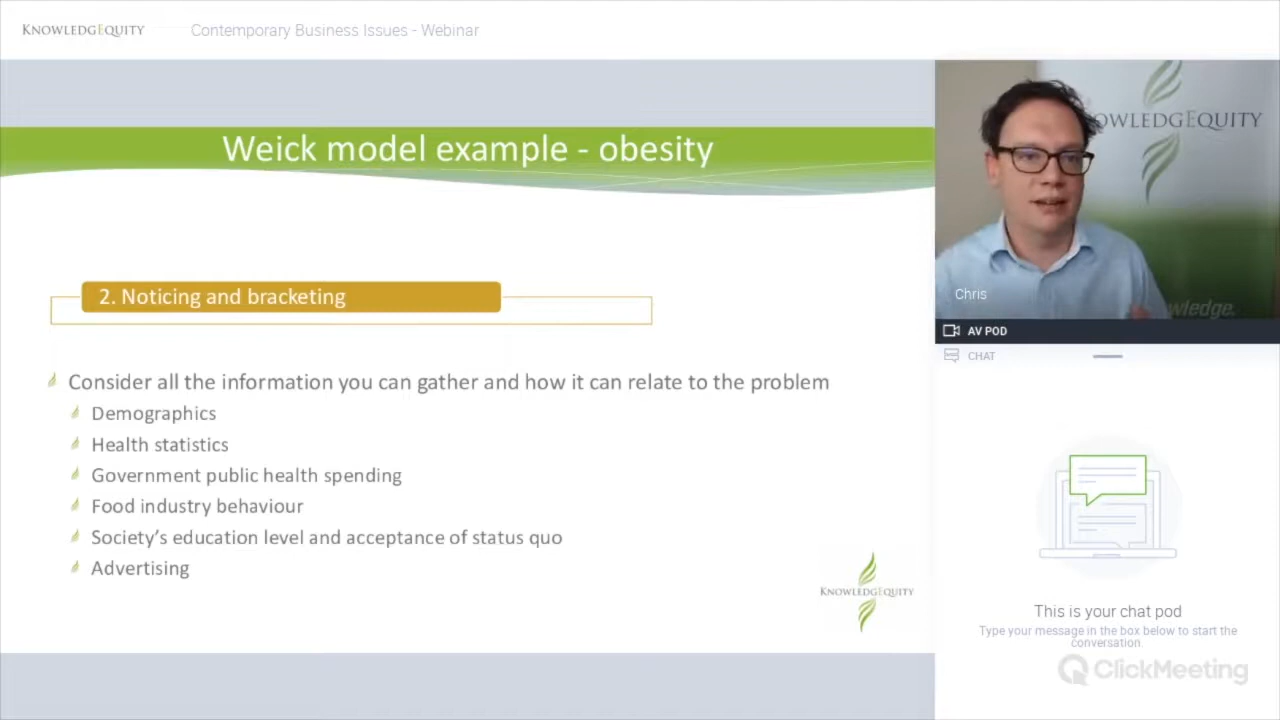 KNOWLEDGEQUITY
Contemporary Business Issues - Webinar
Weick model example - obesity
2. Noticing and bracketing
Consider all the information you can gather and how it can relate to the problem
Demographics
Health statistics
Government public health spending
Food industry behaviour
Society's education level and acceptance of status quo
Advertising
KNOWLEDGEQUITY
OWLEDGEQUITY
Chris
wledge.
AV POD
CHAT
This is your chat pod
Type your message in the box below to start the
conversation.
ClickMeeting